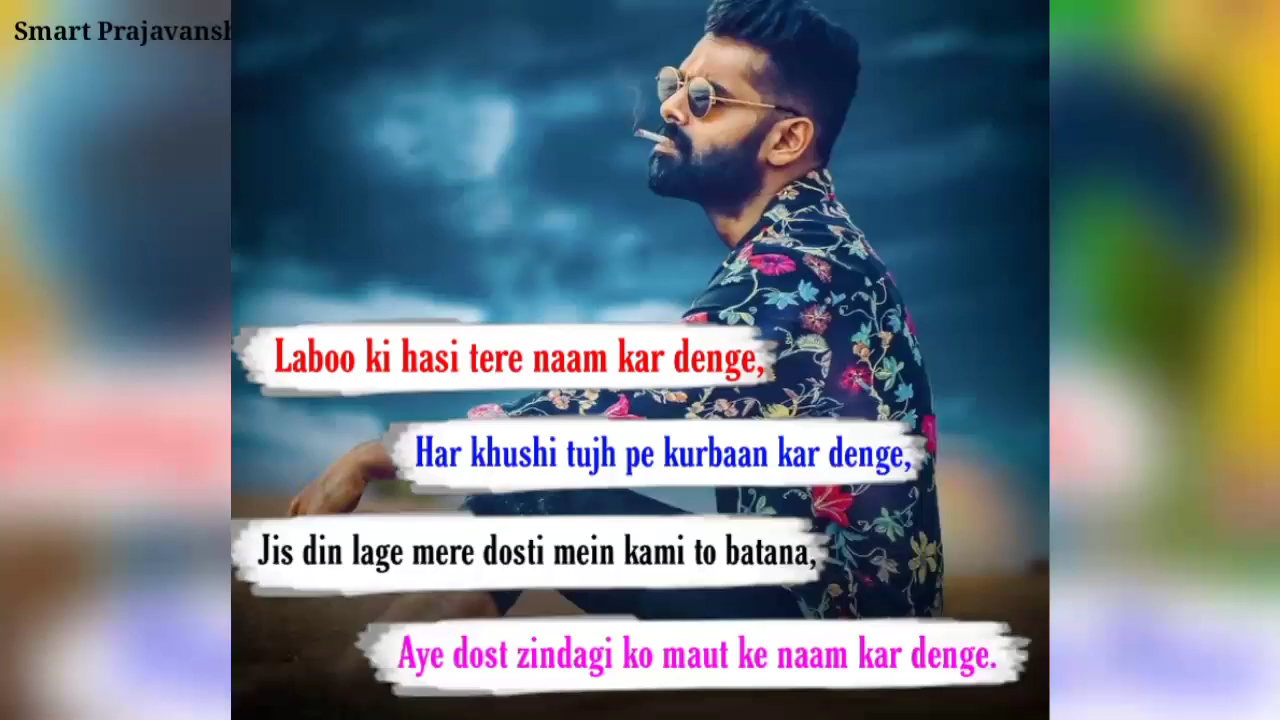 Smart Prajavansh
Laboo ki hasi tere naam kar denge,
Har khushi tujh pe kurbaan kar denge,
Jis din lage mere dosti mein kami to batana,
Aye dost zindagi ko maut ke naam kar denge.